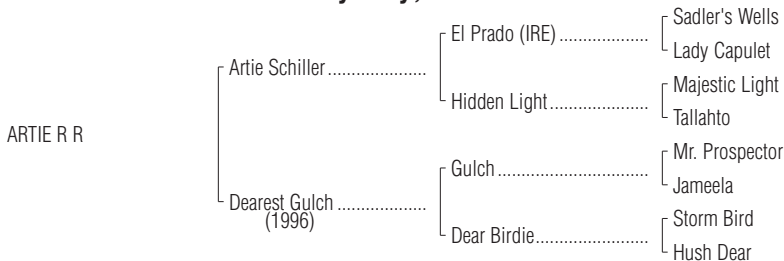 Sadler's Wells
El Prado (IRE) ....................
Lady Capulet
Artie Schiller ......................
Majestic Light
Hidden Light......................
Tallahto
ARTIE R R
Mr. Prospector
Gulch ..................................
Jameela
Dearest Gulch ....................
(1996)
Storm Bird
Dear Birdie.........................
Hush Dear